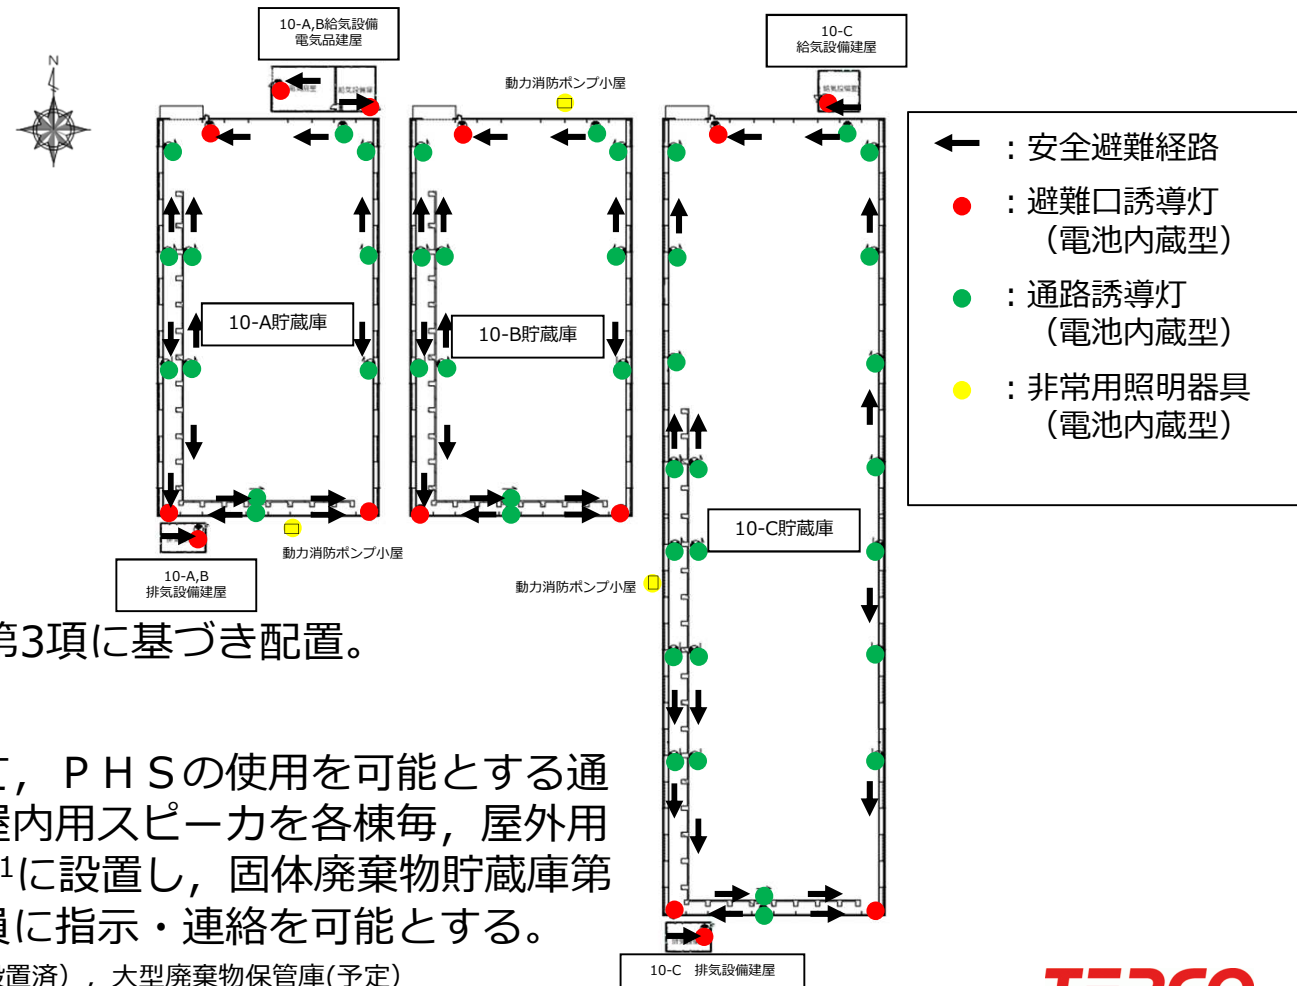 10-A,B給気設備
電気品建屋
10-C
給気設備建屋
N
動力消防ポンプ小屋
← ：安全避難経路
：避難口誘導灯
（電池内蔵型）
：通路誘導灯
（電池内蔵型）
：非常用照明器具
（電池内蔵型）
10-A貯蔵庫
10-B貯蔵庫
10-C貯蔵庫
動力消防ポンプ小屋
動力消防ポンプ小屋
10-A,B
排気設備建屋
第3項に基づき配置。
て，ＰＨＳの使用を可能とする通
屋内用スピーカを各棟毎，屋外用
1に設置し，固体廃棄物貯蔵庫第
員に指示・連絡を可能とする。
設置済），大型廃棄物保管庫(予定）
10-C 排気設備建屋
TEPCO